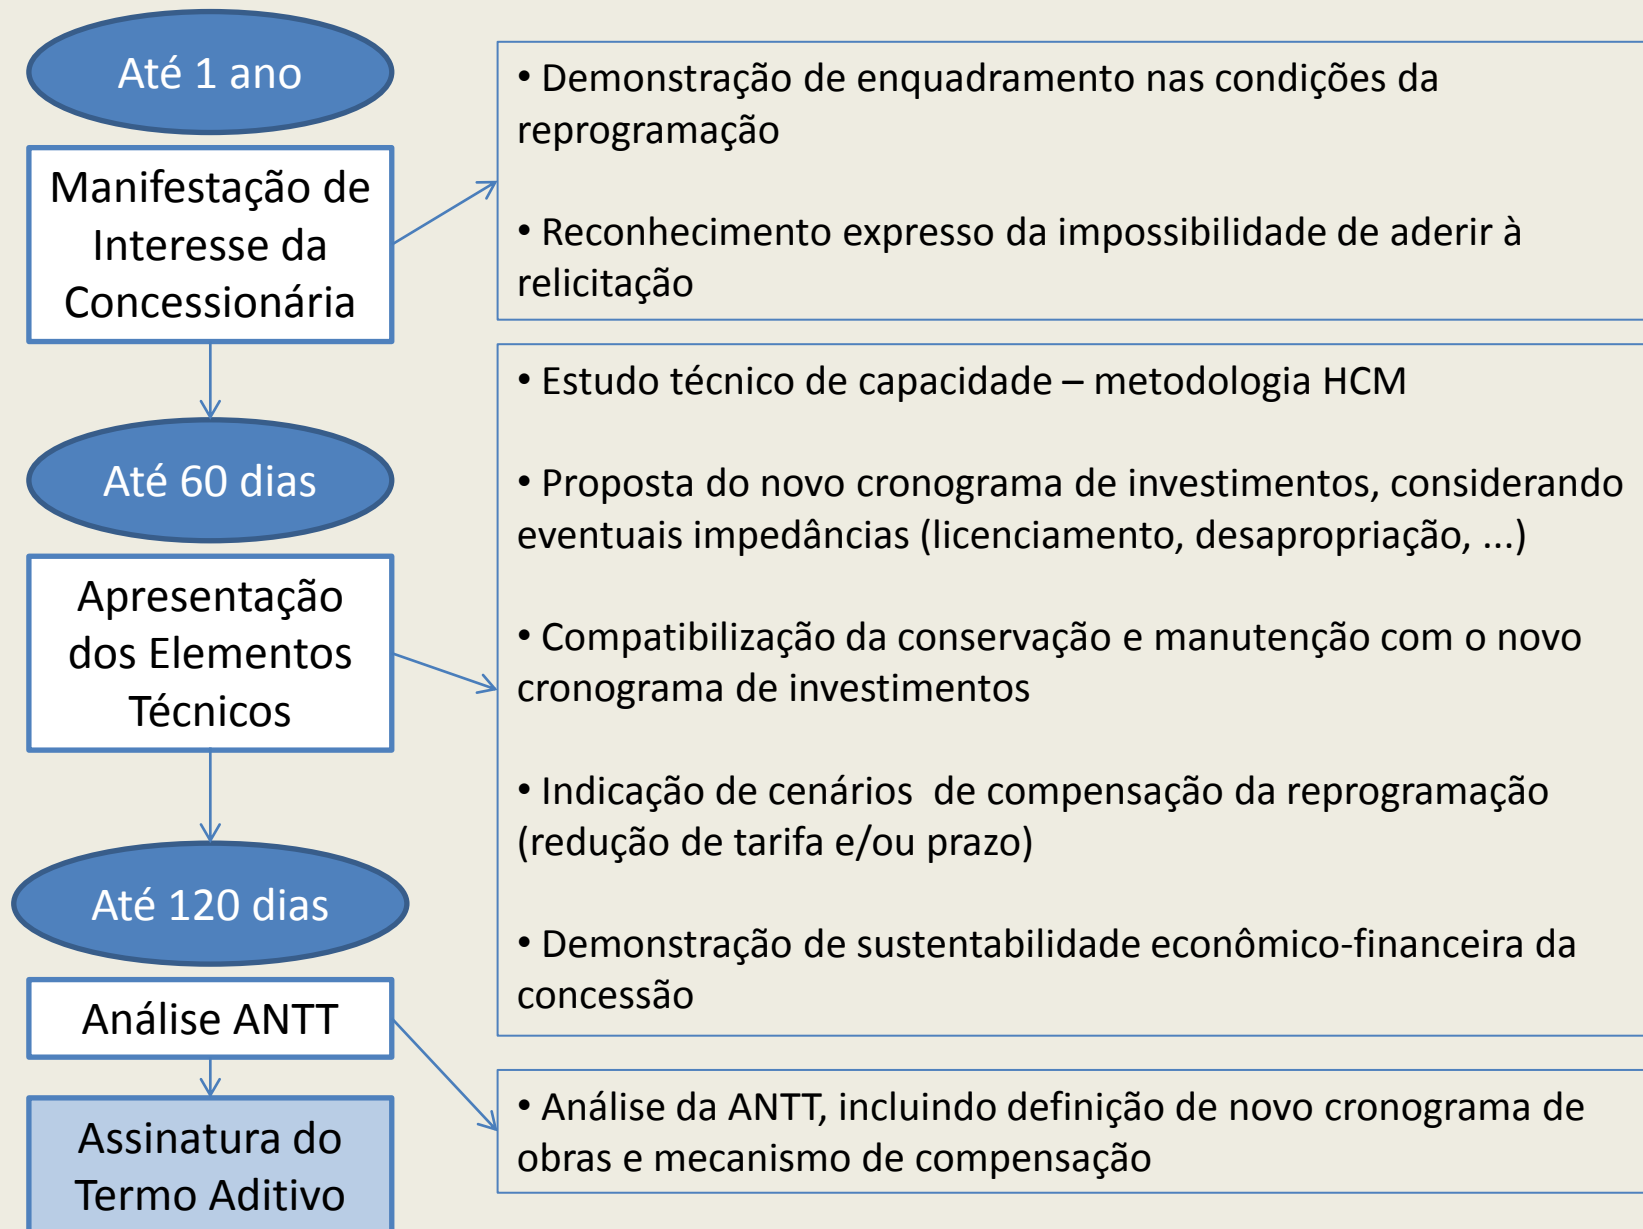 Até 1 ano
Manifestação de
Interesse da
Concessionária
• Demonstração de enquadramento nas condições da
reprogramação
• Reconhecimento expresso da impossibilidade de aderir à
relicitação
Até 60 dias
Apresentação
dos Elementos
Técnicos
• Estudo técnico de capacidade – metodologia HCM
• Proposta do novo cronograma de investimentos, considerando
eventuais impedâncias (licenciamento, desapropriação, ...)
• Compatibilização da conservação e manutenção com o novo
cronograma de investimentos
• Indicação de cenários  de compensação da reprogramação
(redução de tarifa e/ou prazo)
• Demonstração de sustentabilidade econômico-financeira da
concessão
Até 120 dias
Análise ANTT
• Análise da ANTT, incluindo definição de novo cronograma de
obras e mecanismo de compensação
Assinatura do
Termo Aditivo